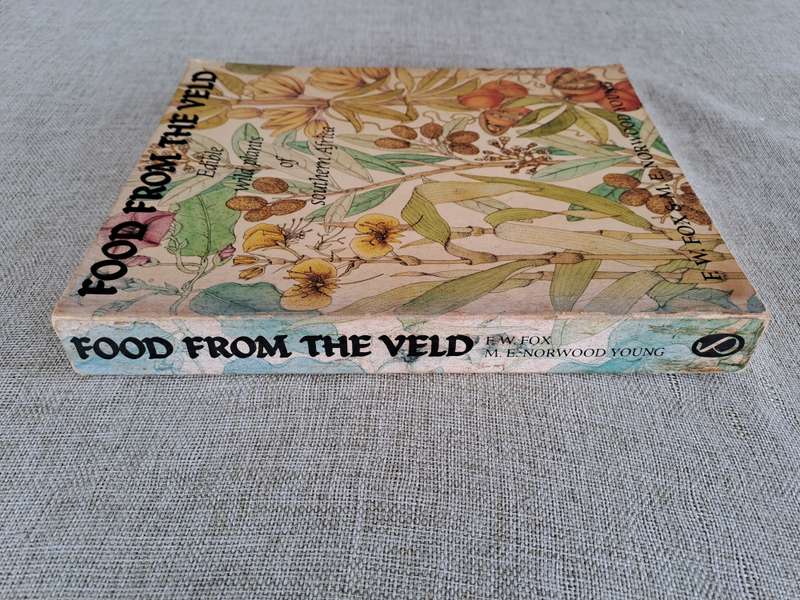 FOOD FROM THE VELD
Edible
wild plants
of
southern Africa
F. W. FOX & M. E. NORWOOD YOUNG
FOOD FROM THE VELD
F. W. FOX
M. E. NORWOOD YOUNG